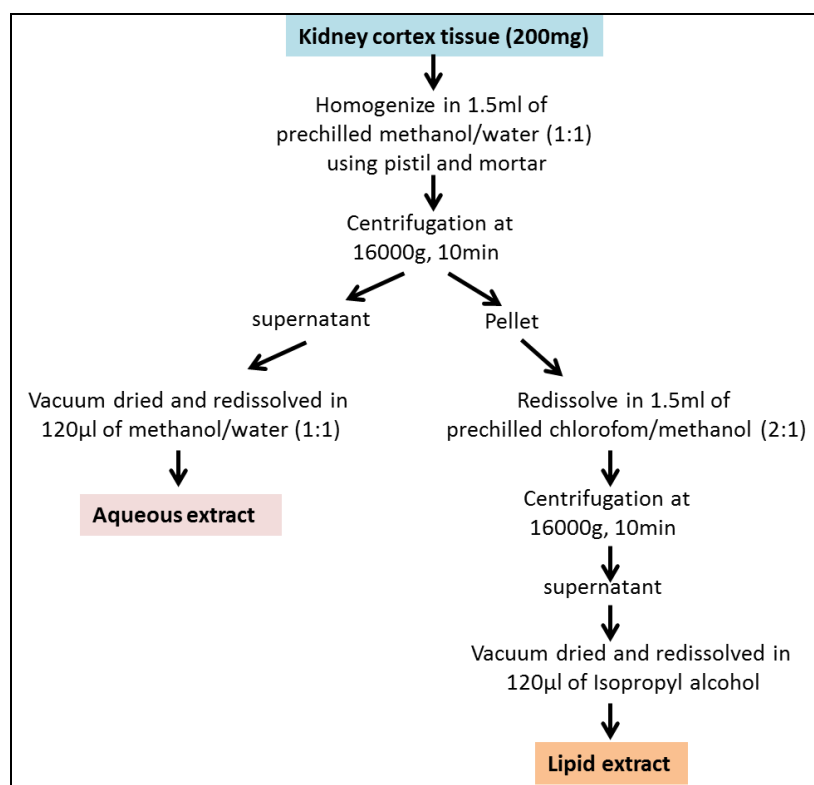 Kidney cortex tissue (200mg)
Homogenize in 1.5ml of
prechilled methanol/water (1:1)
using pistil and mortar
Centrifugation at
16000g, 10min
supernatant
Pellet
Vacuum dried and redissolved in
120µl of methanol/water (1:1)
Aqueous extract
Redissolve in 1.5ml of
prechilled chlorofom/methanol (2:1)
Centrifugation at
16000g, 10min
supernatant
Vacuum dried and redissolved in
120µl of Isopropyl alcohol
Lipid extract